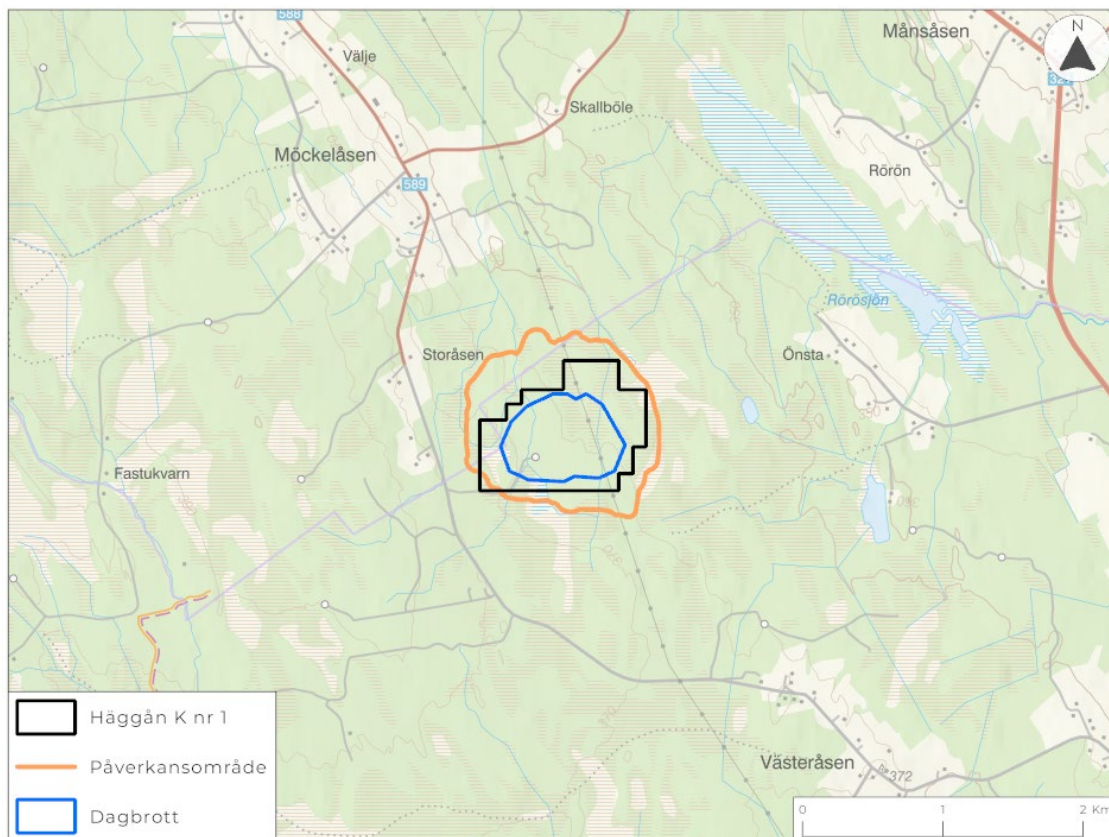 588
Välje
Månsåsen
N
321
Skallböle
Möckelåsen
589
Rörön
Rörösjön
Storåsen
Önsta
Fastukvarn
Västeråsen
372
Häggån K nr 1
Påverkansområde
Dagbrott
0 1 2 Km